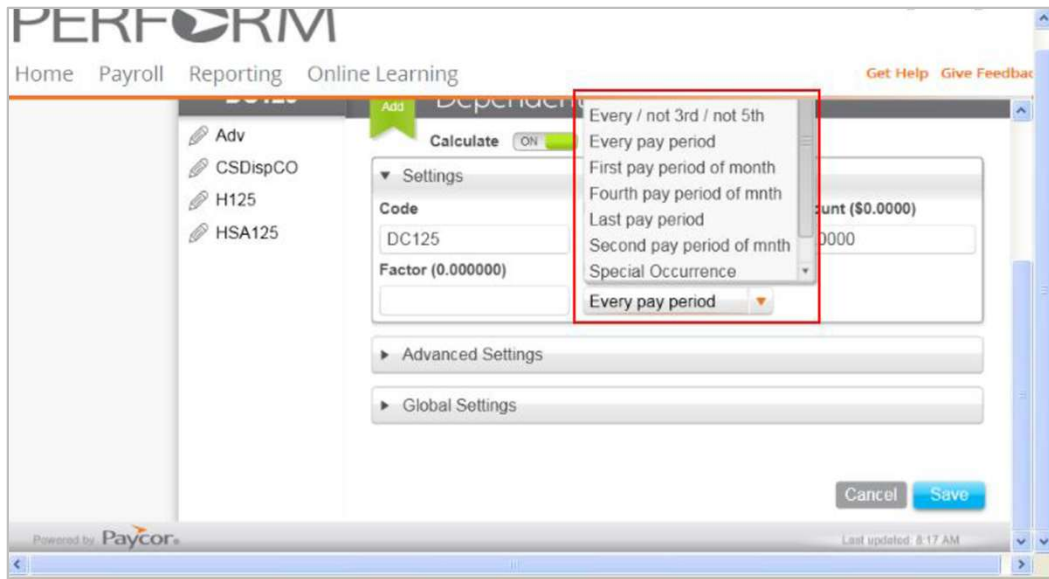 PERFORM
Home Payroll Reporting Online Learning Get Help Give Feedbac
DC125
Adv
CSDispCO
H125
HSA125
Add Dependent
Calculate ON
Settings
Code
DC125
Factor (0.000000)
Every / not 3rd / not 5th
Every pay period
First pay period of month
Fourth pay period of mnth
Last pay period
Second pay period of mnth
Special Occurrence
Every pay period
unt ($0.0000)
0000
Advanced Settings
Global Settings
Cancel Save
Powered by Paycor
Last updated: 8:17 AM